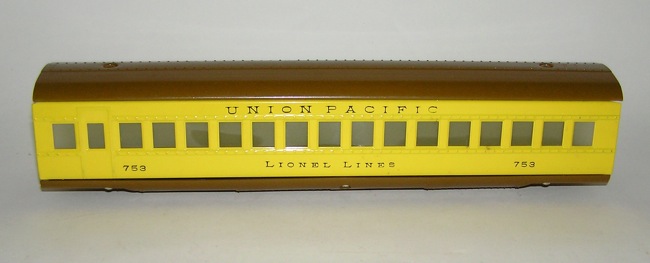 UNION PACIFIC
753 LIONEL LINES 753